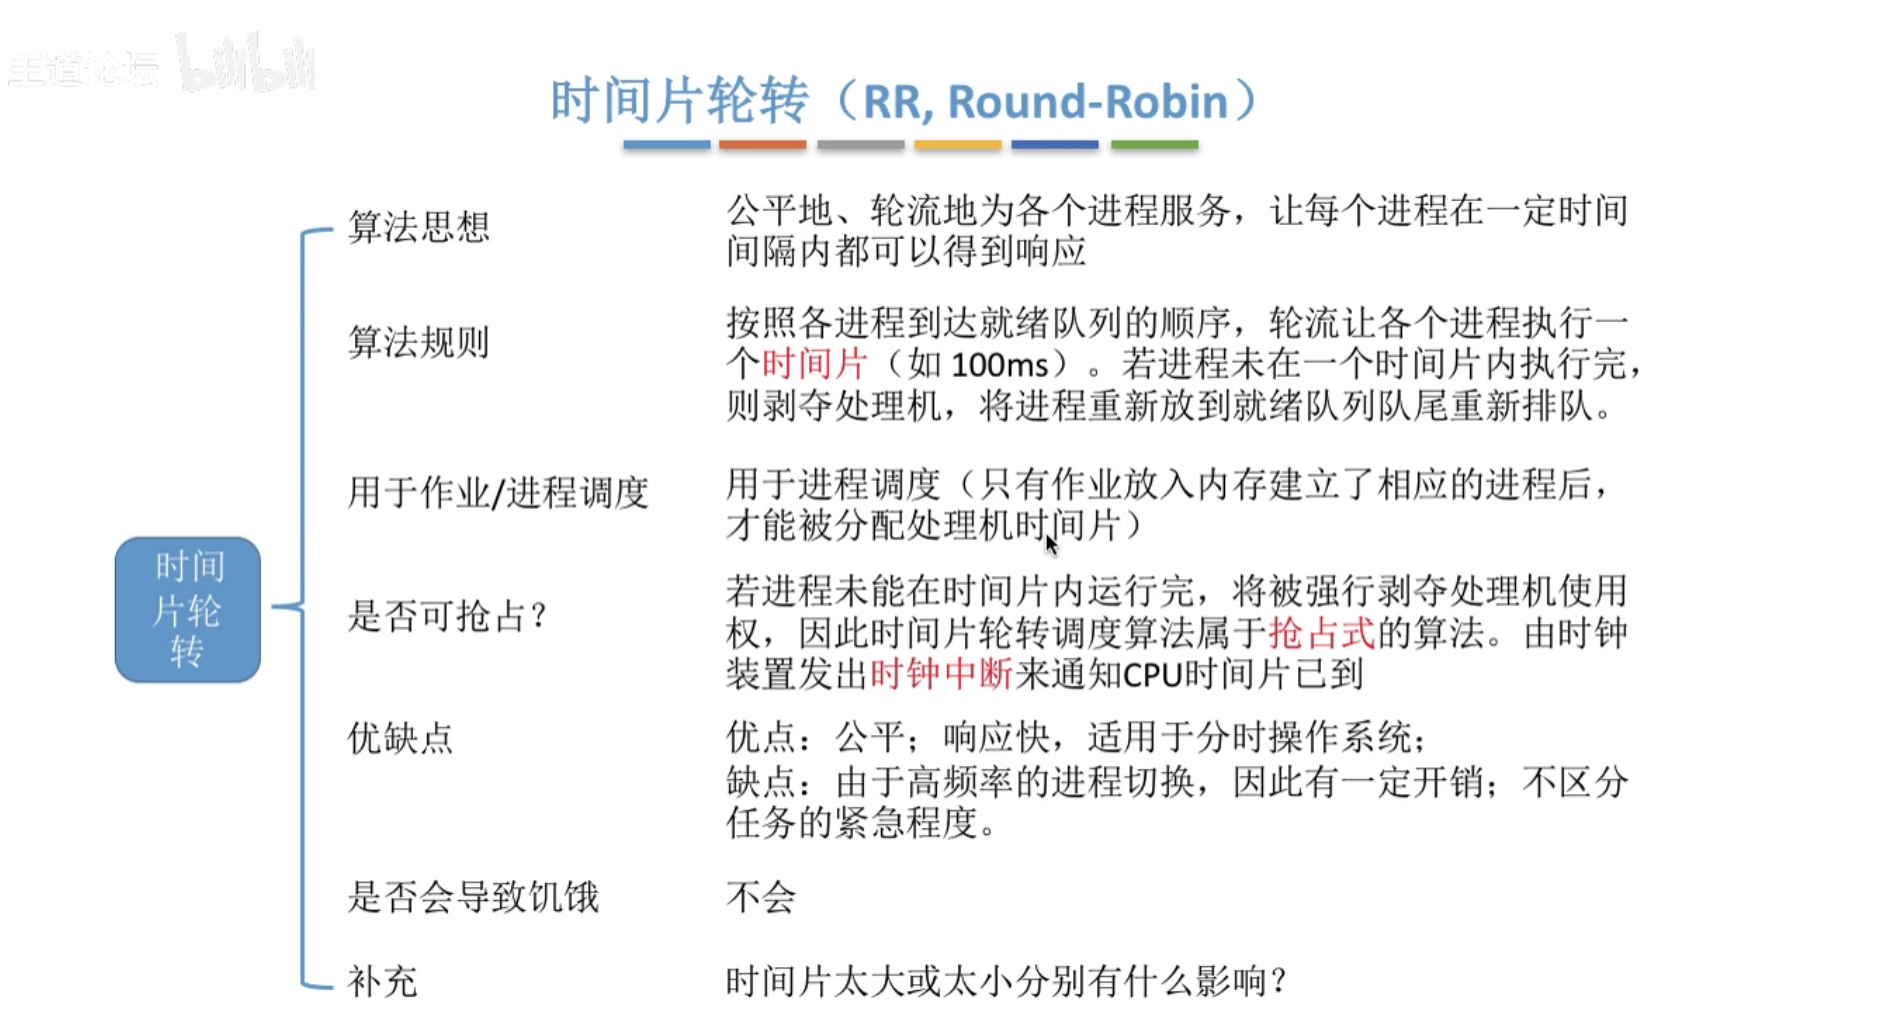 王道论坛 bilibili
时间片轮转（RR, Round-Robin）
算法思想
公平地、轮流地为各个进程服务，让每个进程在一定时间
间隔内都可以得到响应
算法规则
按照各进程到达就绪队列的顺序，轮流让各个进程执行一
个时间片（如 100ms）。若进程未在一个时间片内执行完，
则剥夺处理机，将进程重新放到就绪队列队尾重新排队。
用于作业/进程调度
用于进程调度（只有作业放入内存建立了相应的进程后，
才能被分配处理机时间片）
时间
片轮
转
是否可抢占？
若进程未能在时间片内运行完，将被强行剥夺处理机使用
权，因此时间片轮转调度算法属于抢占式的算法。由时钟
装置发出时钟中断来通知CPU时间片已到
优缺点
优点：公平；响应快，适用于分时操作系统；
缺点：由于高频率的进程切换，因此有一定开销；不区分
任务的紧急程度。
是否会导致饥饿
不会
补充
时间片太大或太小分别有什么影响？